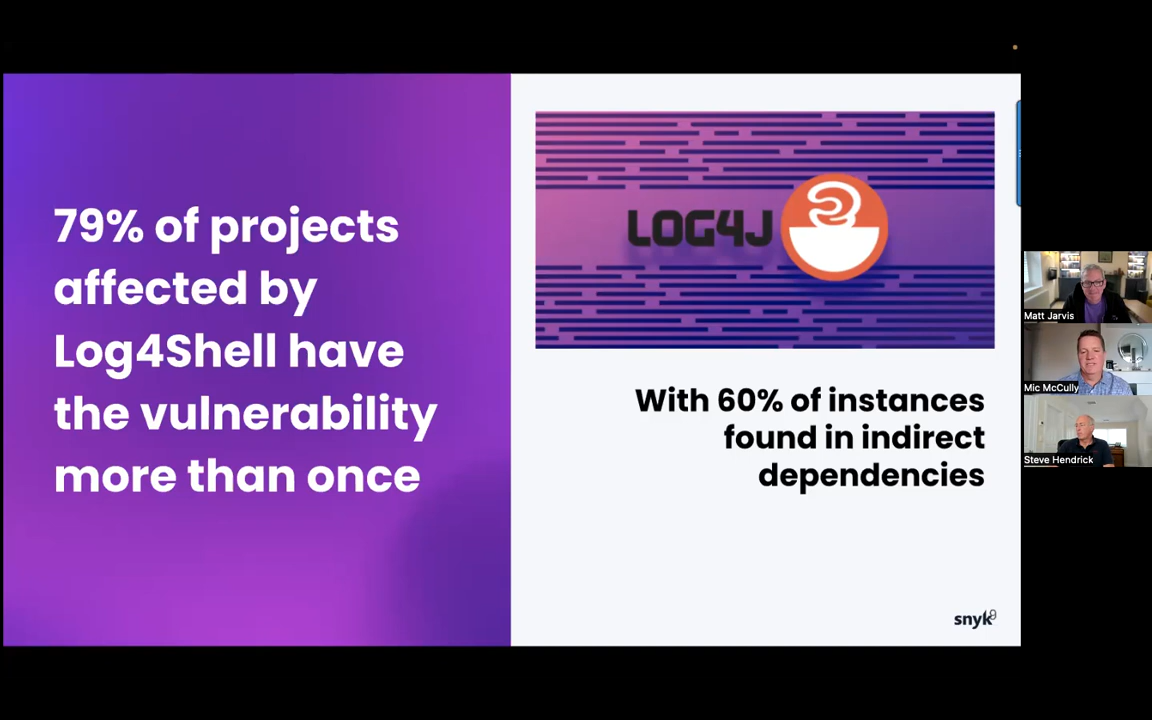 79% of projects
affected by
Log4Shell have
the vulnerability
more than once
LOG4J
With 60% of instances
found in indirect
dependencies
snyk
Matt Jarvis
Mic McCully
Steve Hendrick